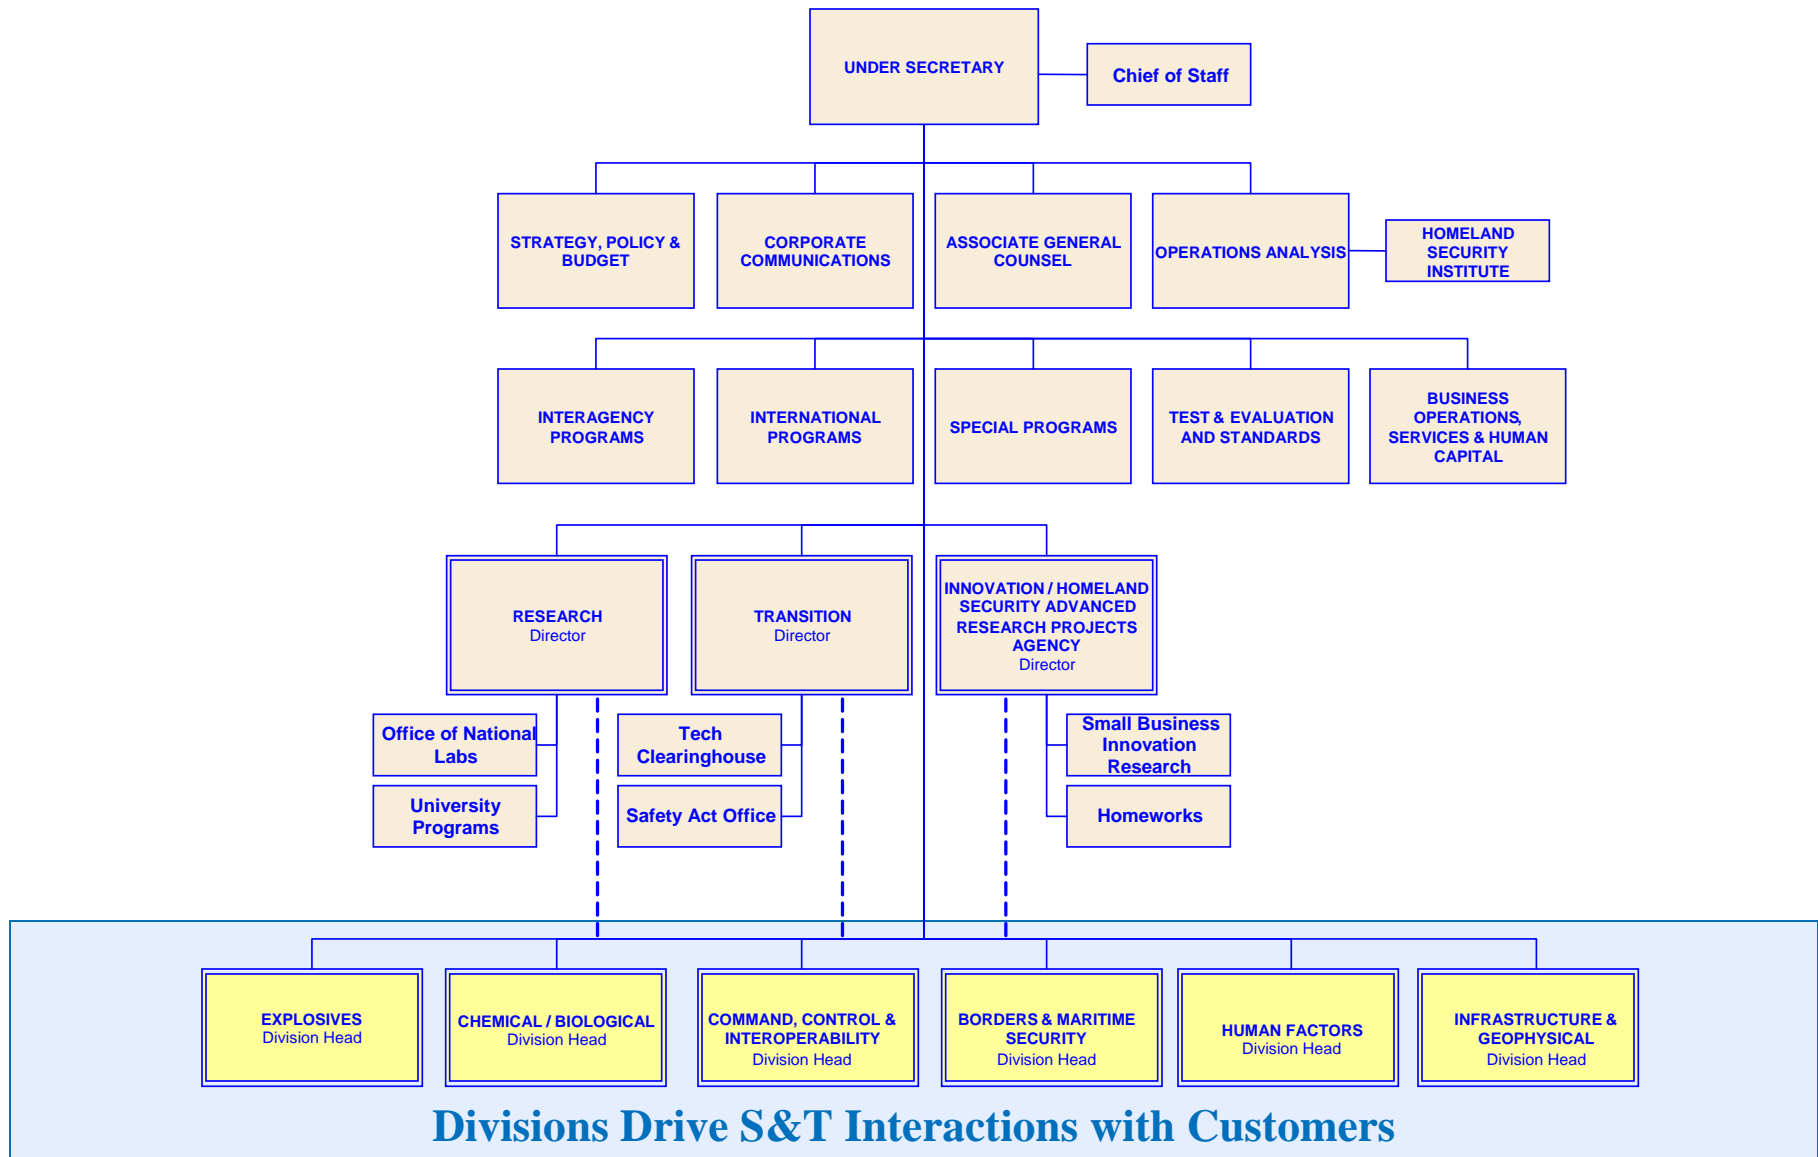 UNDER SECRETARY
Chief of Staff
STRATEGY, POLICY &
BUDGET
CORPORATE
COMMUNICATIONS
ASSOCIATE GENERAL
COUNSEL
OPERATIONS ANALYSIS
HOMELAND
SECURITY
INSTITUTE
INTERAGENCY
PROGRAMS
INTERNATIONAL
PROGRAMS
SPECIAL PROGRAMS
TEST & EVALUATION
AND STANDARDS
BUSINESS
OPERATIONS,
SERVICES & HUMAN
CAPITAL
RESEARCH
Director
TRANSITION
Director
INNOVATION / HOMELAND
SECURITY ADVANCED
RESEARCH PROJECTS
AGENCY
Director
Office of National
Labs
University
Programs
Tech
Clearinghouse
Safety Act Office
Small Business
Innovation
Research
Homeworks
EXPLOSIVES
Division Head
CHEMICAL / BIOLOGICAL
Division Head
COMMAND, CONTROL &
INTEROPERABILITY
Division Head
BORDERS & MARITIME
SECURITY
Division Head
HUMAN FACTORS
Division Head
INFRASTRUCTURE &
GEOPHYSICAL
Division Head
Divisions Drive S&T Interactions with Customers